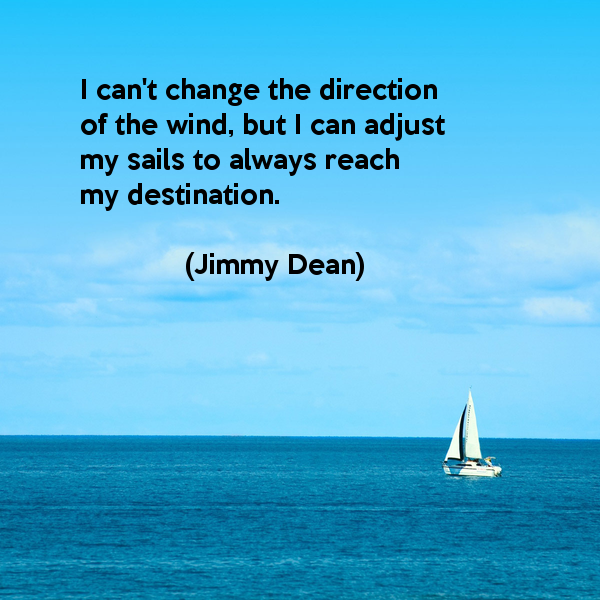 I can't change the direction
of the wind, but I can adjust
my sails to always reach
my destination.
(Jimmy Dean)